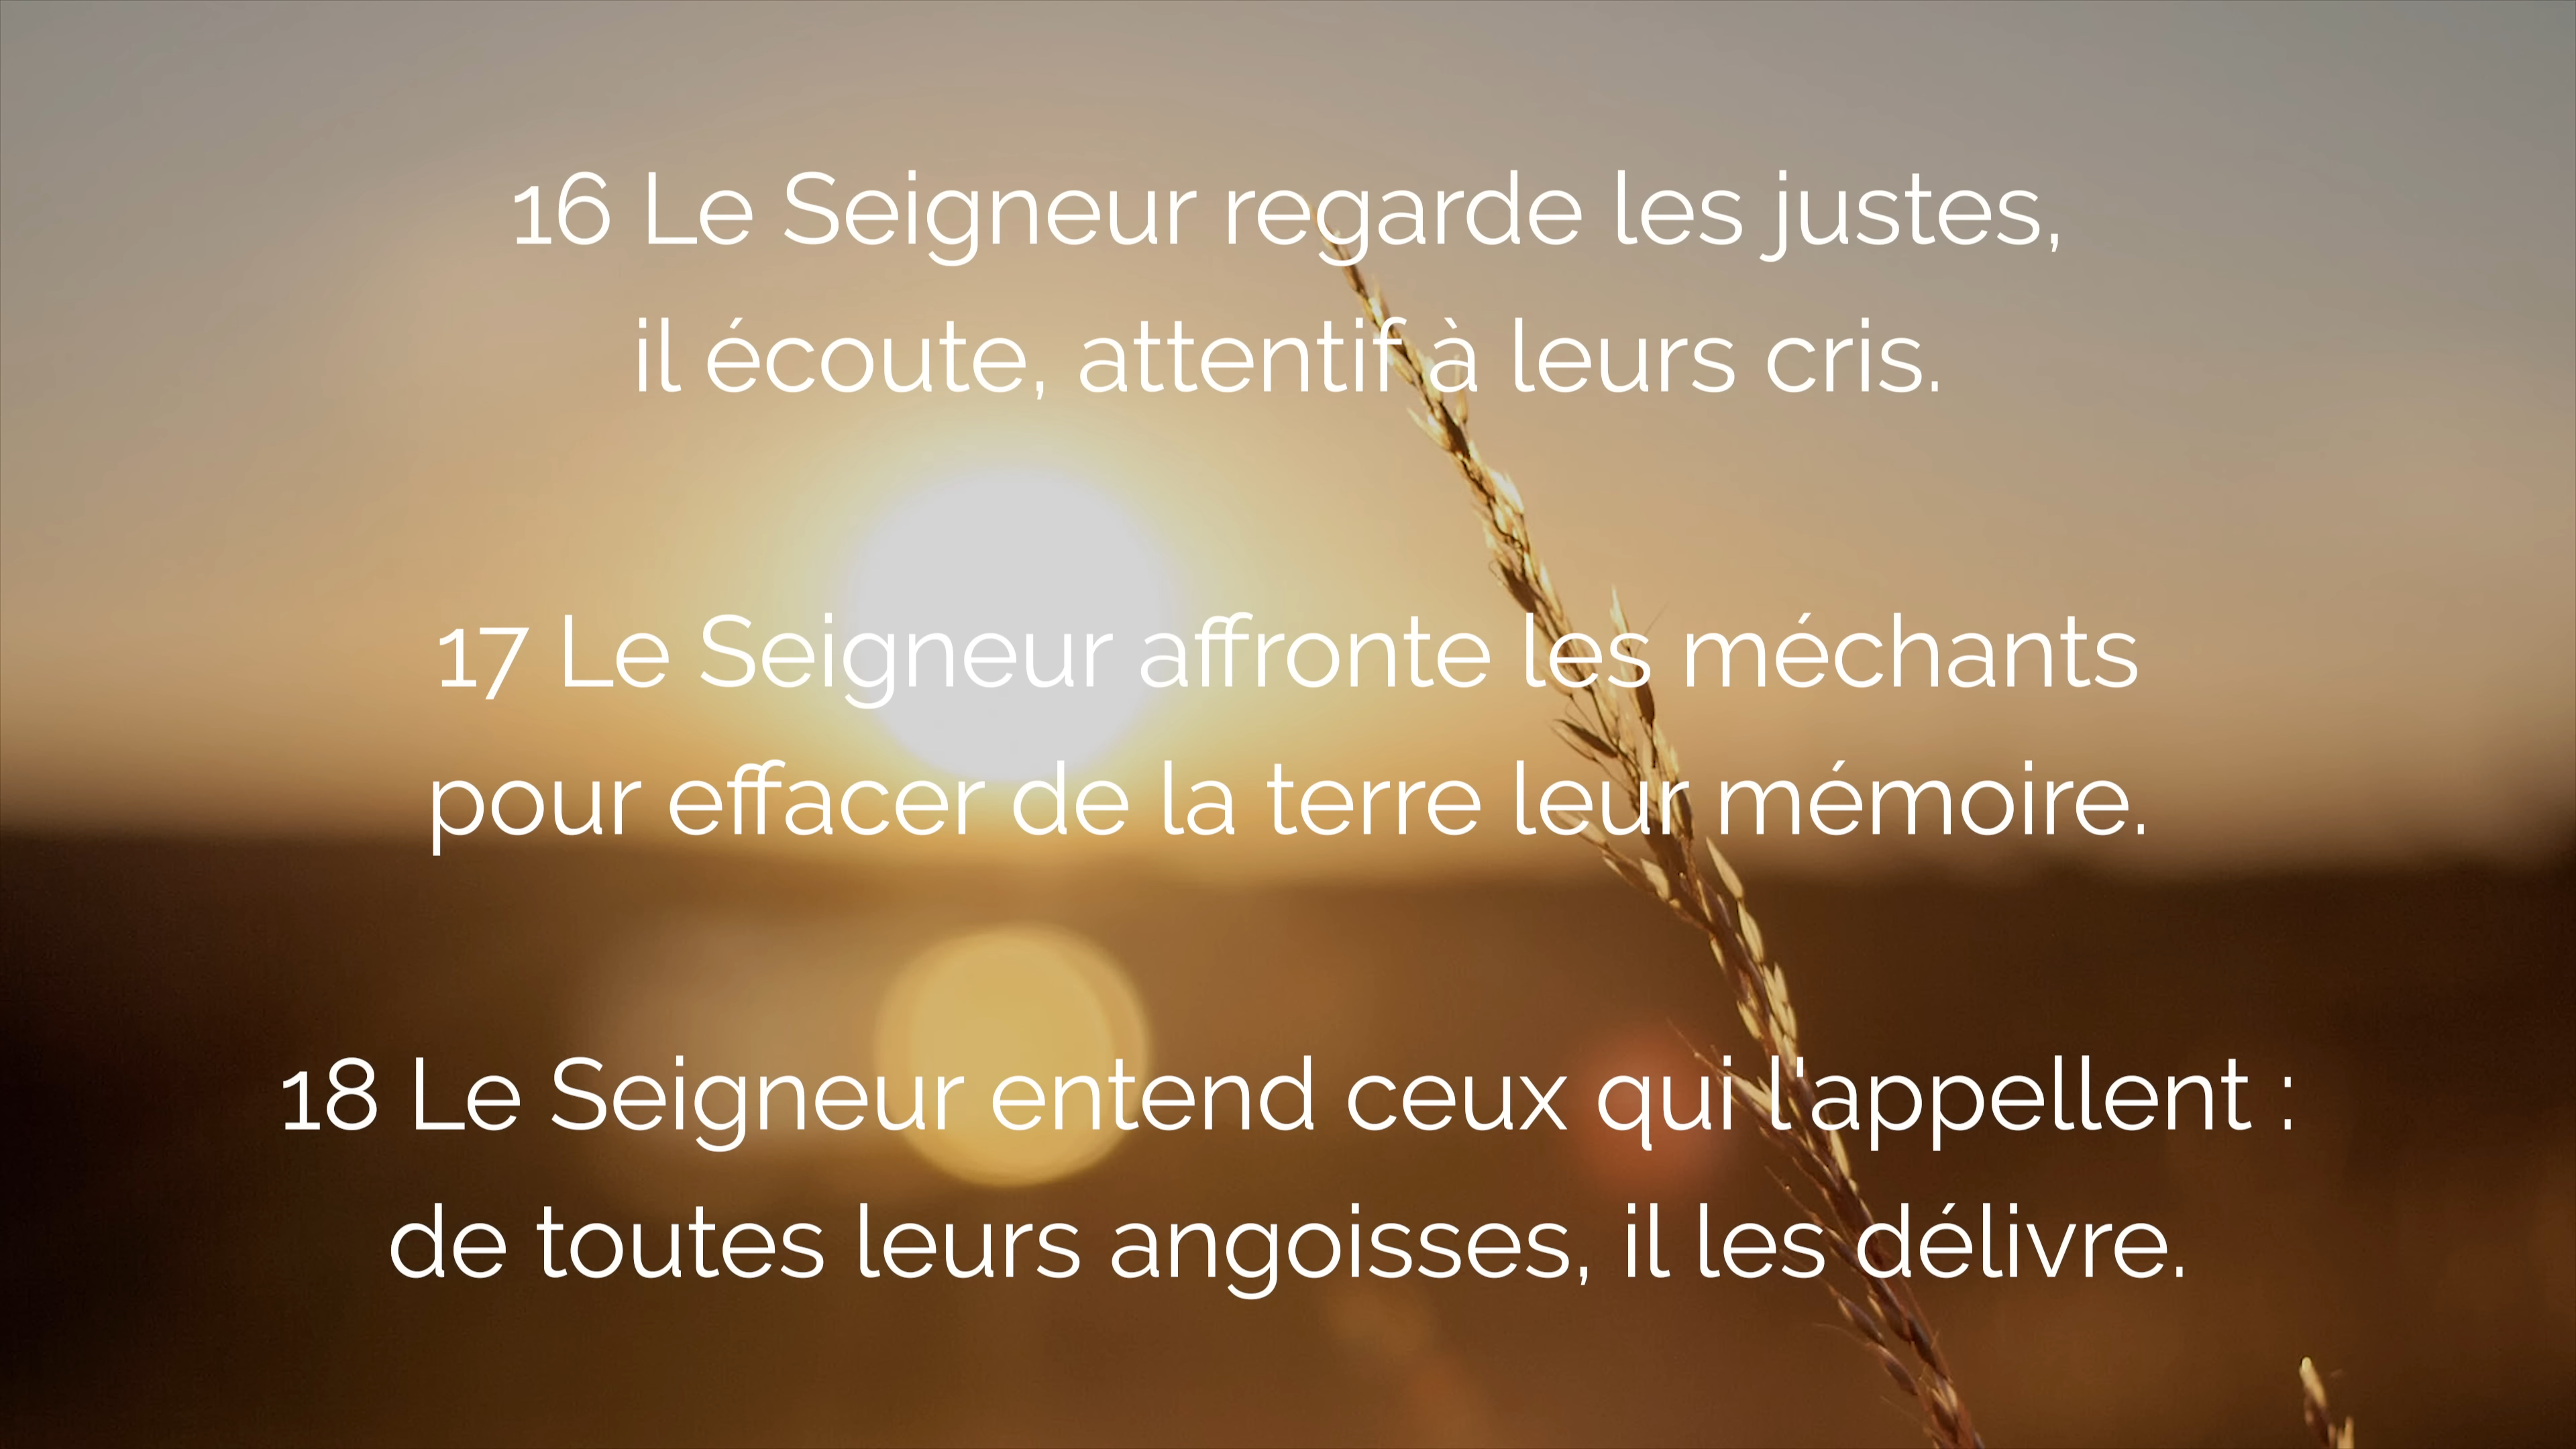 16 Le Seigneur regarde les justes,
il écoute, attentif à leurs cris.
17 Le Seigneur affronte les méchants
pour effacer de la terre leur mémoire.
18 Le Seigneur entend ceux qui l'appellent :
de toutes leurs angoisses, il les délivre.